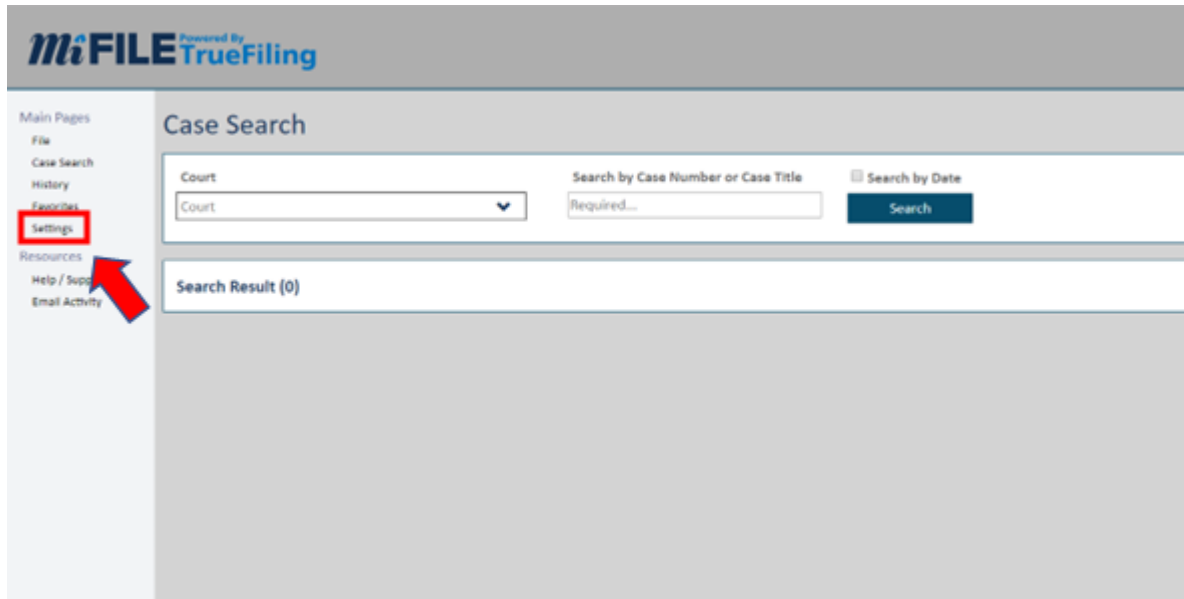 MiFILE Powered By
TrueFiling
Main Pages
File
Case Search
History
Favorites
Settings
Resources
Help /
Email Activity
Case Search
Court
Court
Search by Case Number or Case Title
Required...
Search by Date
Search
Search Result (0)